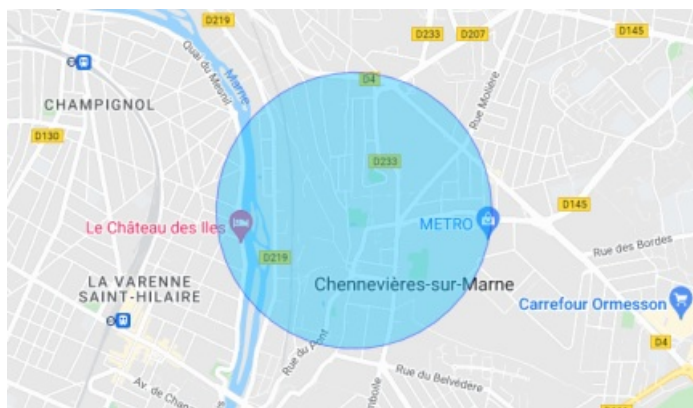 D219
D233
D207
D145
Quai du Mesnil
Marne
D4
Rue Molière
CHAMPIGNOL
D130
D233
D145
Le Château des Iles
METRO
D219
Rue des Bordes
LA VARENNE
SAINT-HILAIRE
Chennevières-sur-Marne
Carrefour Ormesson
Rue du Pont
D4
Rue du Belvédère
Av. de